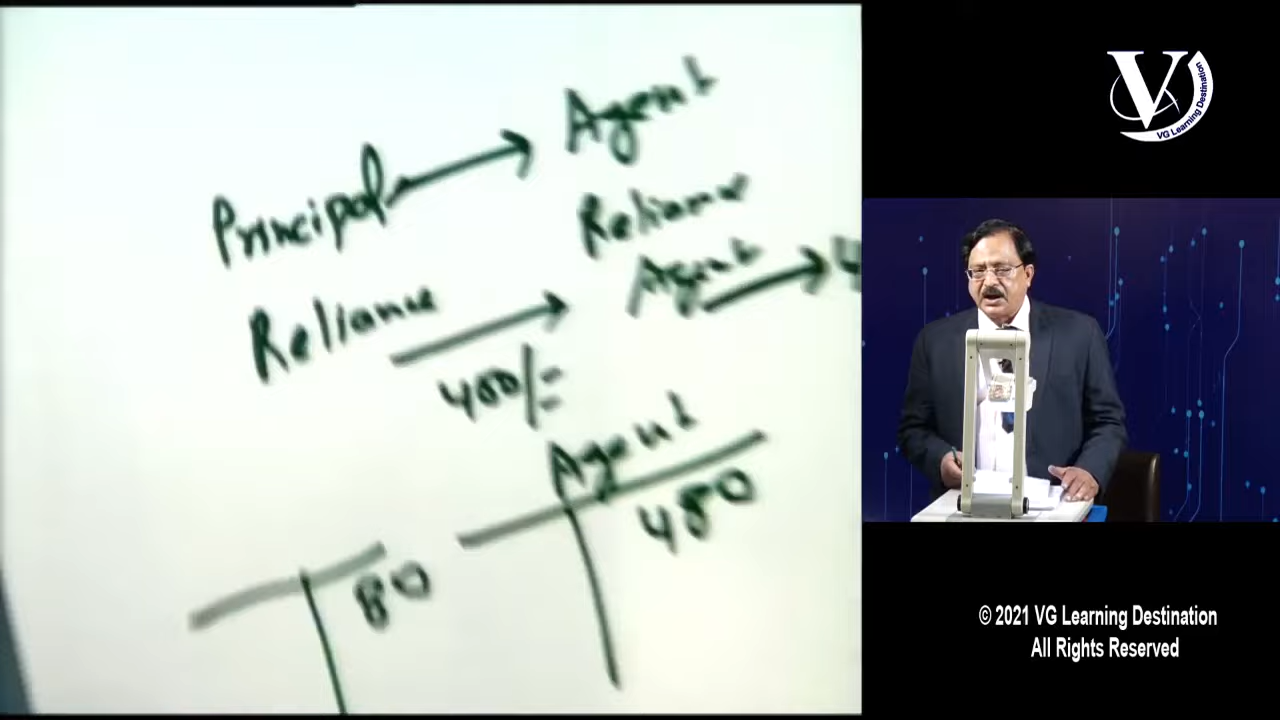 Principal → Agent
Reliance
Agent →
Reliance →
400/=
Agent
480
80
V
VG Learning Destination
© 2021 VG Learning Destination
All Rights Reserved